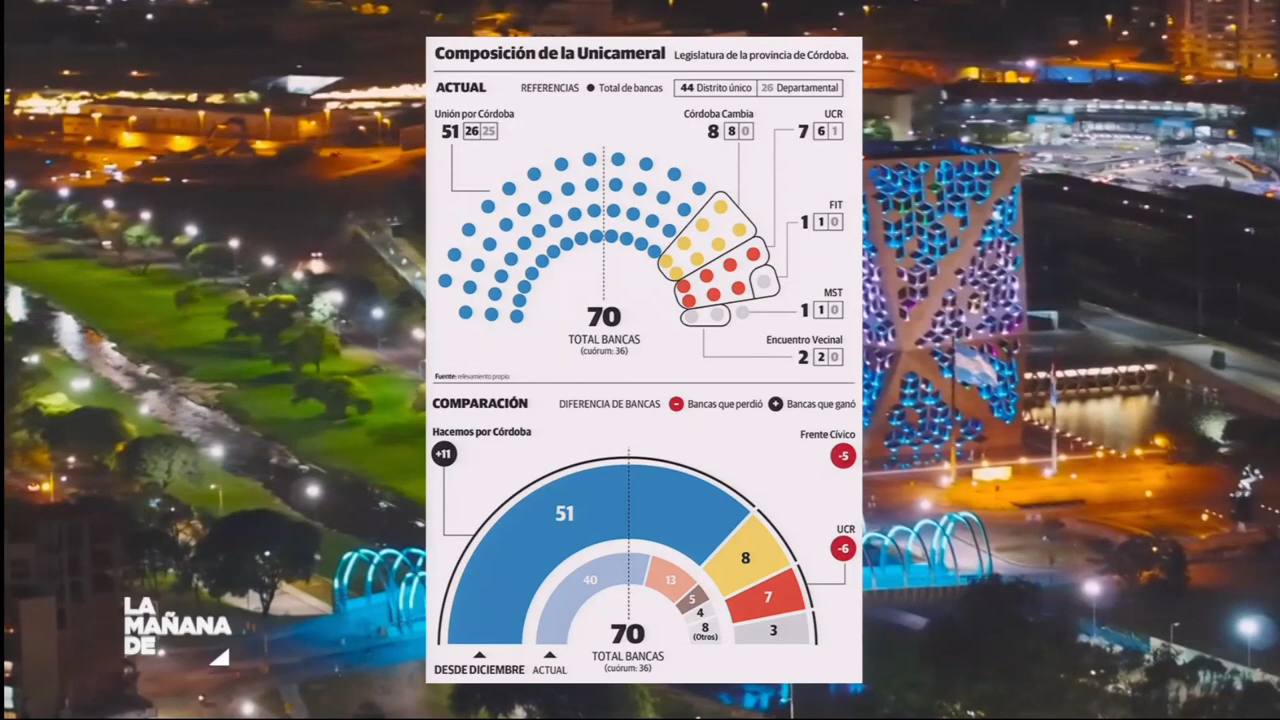 Composición de la Unicameral Legislatura de la provincia de Córdoba.
ACTUAL REFERENCIAS Total de bancas 44 Distrito único 26 Departamental
Unión por Córdoba
51 26 25
Córdoba Cambia
8 8 0
UCR
7 6 1
FIT
1 1 0
MST
1 1 0
Encuentro Vecinal
2 2 0
70
TOTAL BANCAS
(cuórum: 36)
Fuente: relevamiento propio.
COMPARACIÓN DIFERENCIA DE BANCAS - Bancas que perdió + Bancas que ganó
Hacemos por Córdoba
+11
Frente Cívico
-5
UCR
-6
51
8
7
3
40
13
5
4
8
(Otros)
70
TOTAL BANCAS
(cuórum: 36)
DESDE DICIEMBRE ACTUAL
LA
MAÑANA
DE.